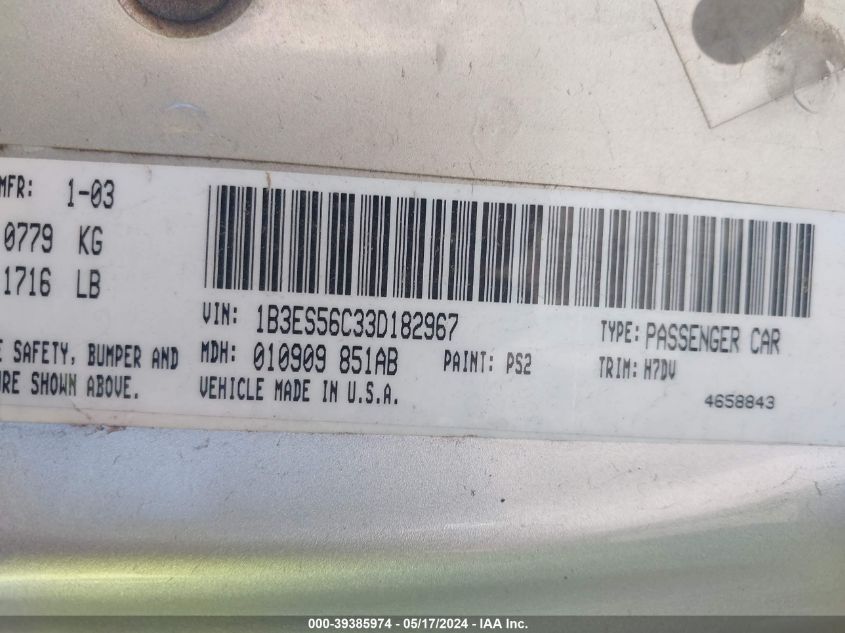 MFR: 1-03
0779 KG
1716 LB
VIN: 1B3ES56C33D182967
TYPE: PASSENGER CAR
E SAFETY, BUMPER AND
MDH: 010909 851AB
PAINT: PS2
TRIM: H7DV
URE SHOWN ABOVE.
VEHICLE MADE IN U.S.A.
4658843
000-39385974 - 05/17/2024 - IAA Inc.